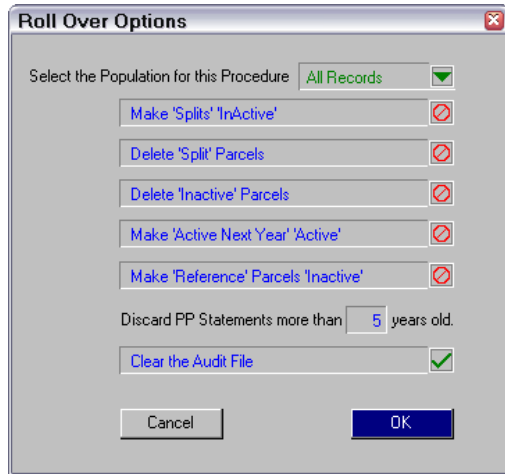 Roll Over Options
Select the Population for this Procedure All Records
Make 'Splits' 'InActive'
Delete 'Split' Parcels
Delete 'Inactive' Parcels
Make 'Active Next Year' 'Active'
Make 'Reference' Parcels 'Inactive'
Discard PP Statements more than 5 years old.
Clear the Audit File
Cancel OK